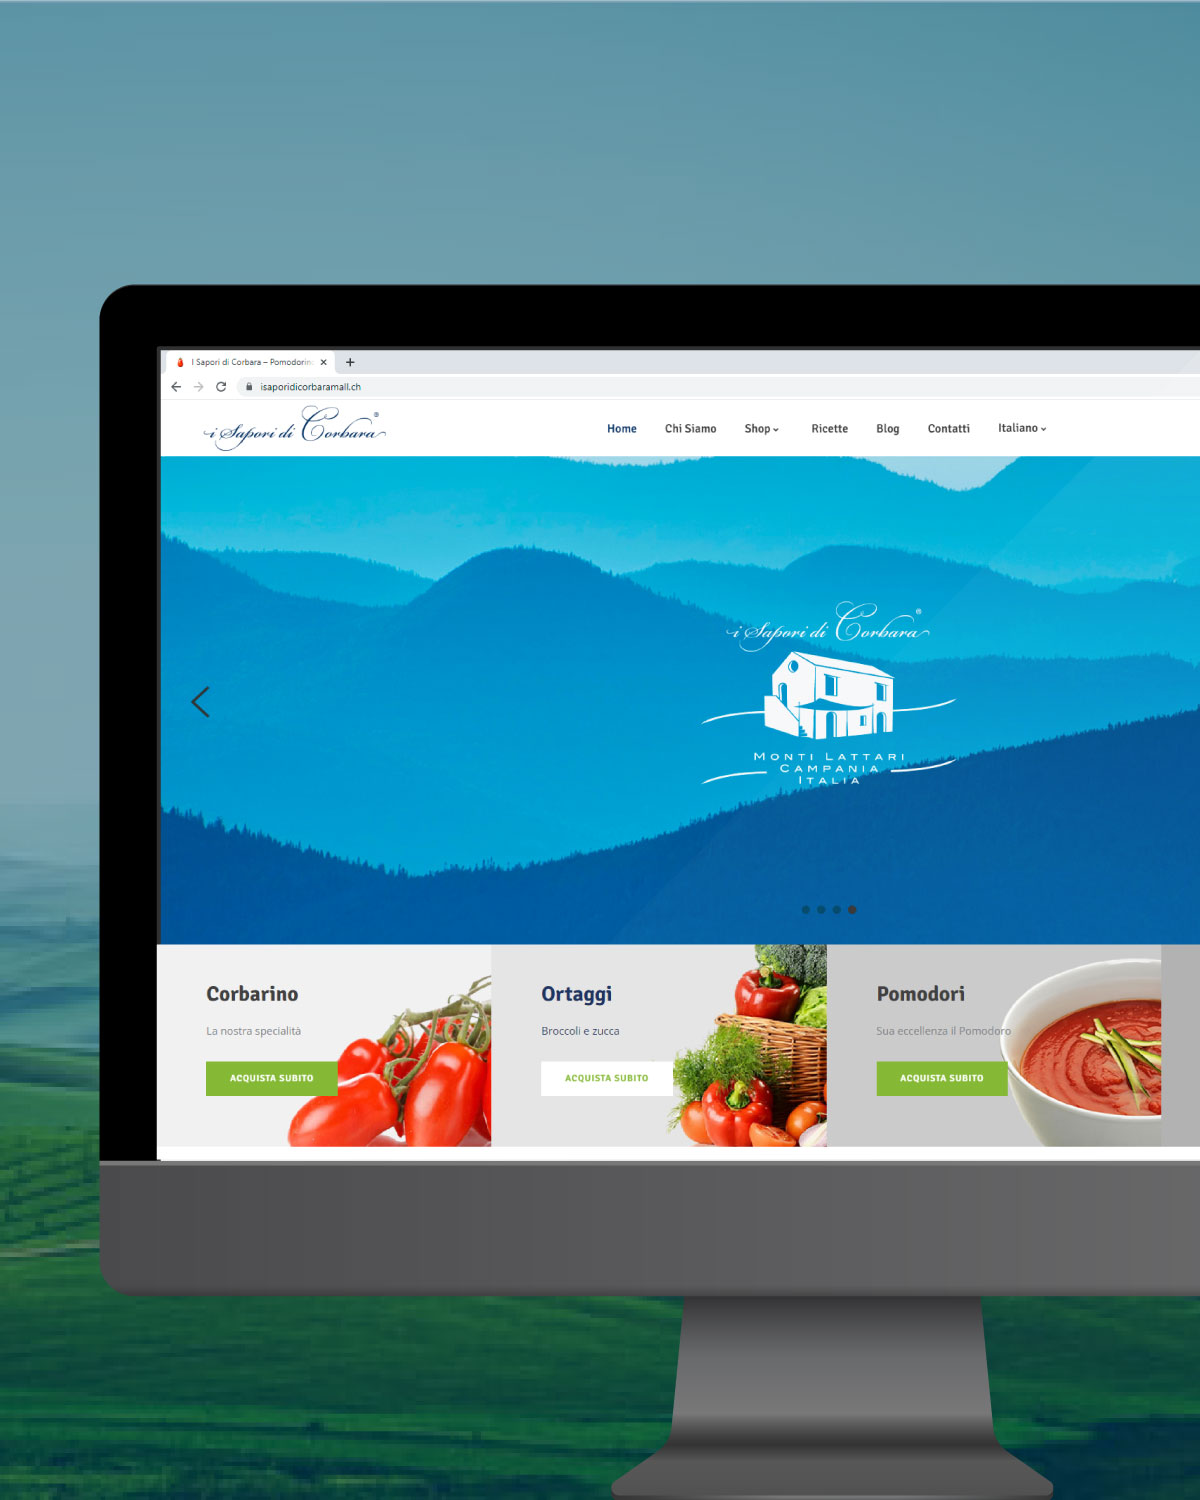 I Sapori di Corbara – Pomodorin
isaporidicorbaramall.ch
i Sapori di Corbara ®
Home Chi Siamo Shop Ricette Blog Contatti Italiano
i Sapori di Corbara ®
MONTI LATTARI
CAMPANIA
ITALIA
Corbarino
La nostra specialità
ACQUISTA SUBITO
Ortaggi
Broccoli e zucca
ACQUISTA SUBITO
Pomodori
Sua eccellenza il Pomodoro
ACQUISTA SUBITO